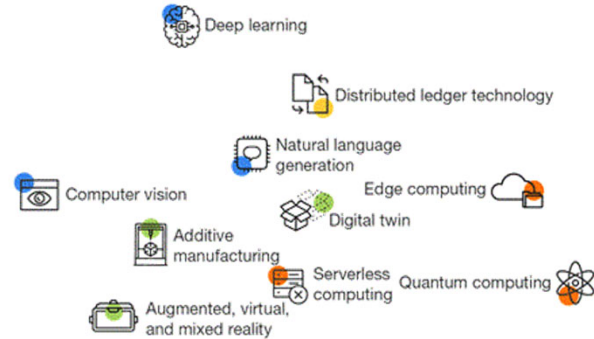 Deep learning
Distributed ledger technology
Natural language
generation
Computer vision
Edge computing
Digital twin
Additive
manufacturing
Serverless
computing
Quantum computing
Augmented, virtual,
and mixed reality